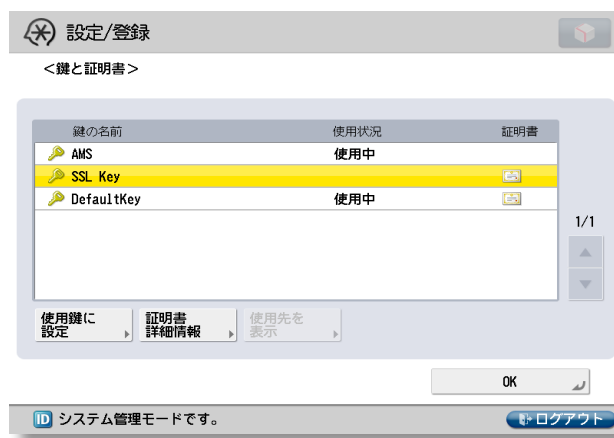 設定/登録
<鍵と証明書>
鍵の名前 使用状況 証明書
AMS 使用中
SSL Key
DefaultKey 使用中
1/1
使用鍵に
設定
証明書
詳細情報
使用先を
表示
OK
ID システム管理モードです。
ログアウト